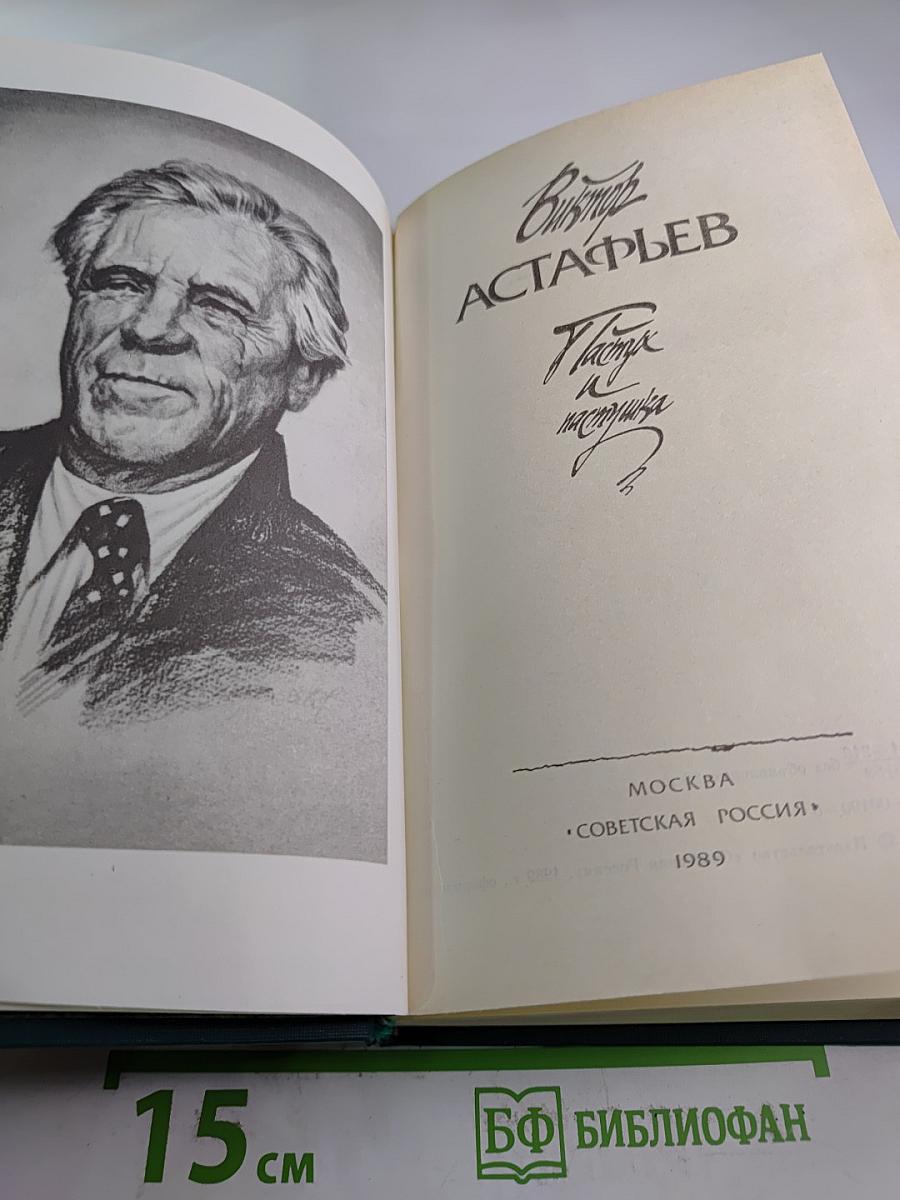 Виктор
АСТАФЬЕВ
Пастух
и
пастушка
МОСКВА
«СОВЕТСКАЯ РОССИЯ»
1989
15 см
БФ БИБЛИОФАН